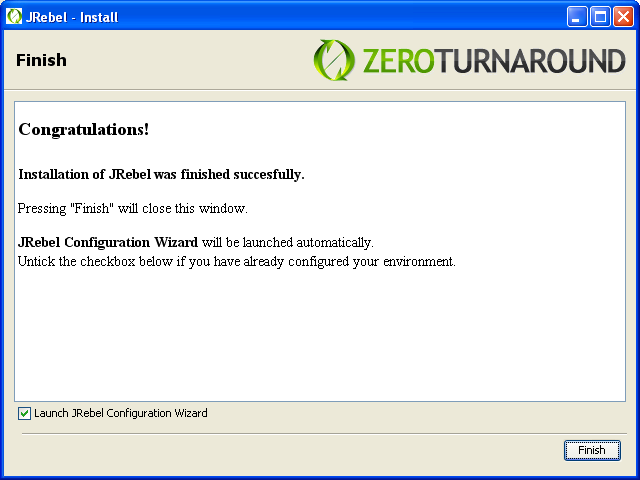 JRebel - Install
Finish
ZEROTURNAROUND
Congratulations!
Installation of JRebel was finished succesfully.
Pressing "Finish" will close this window.
JRebel Configuration Wizard will be launched automatically.
Untick the checkbox below if you have already configured your environment.
Launch JRebel Configuration Wizard
Finish